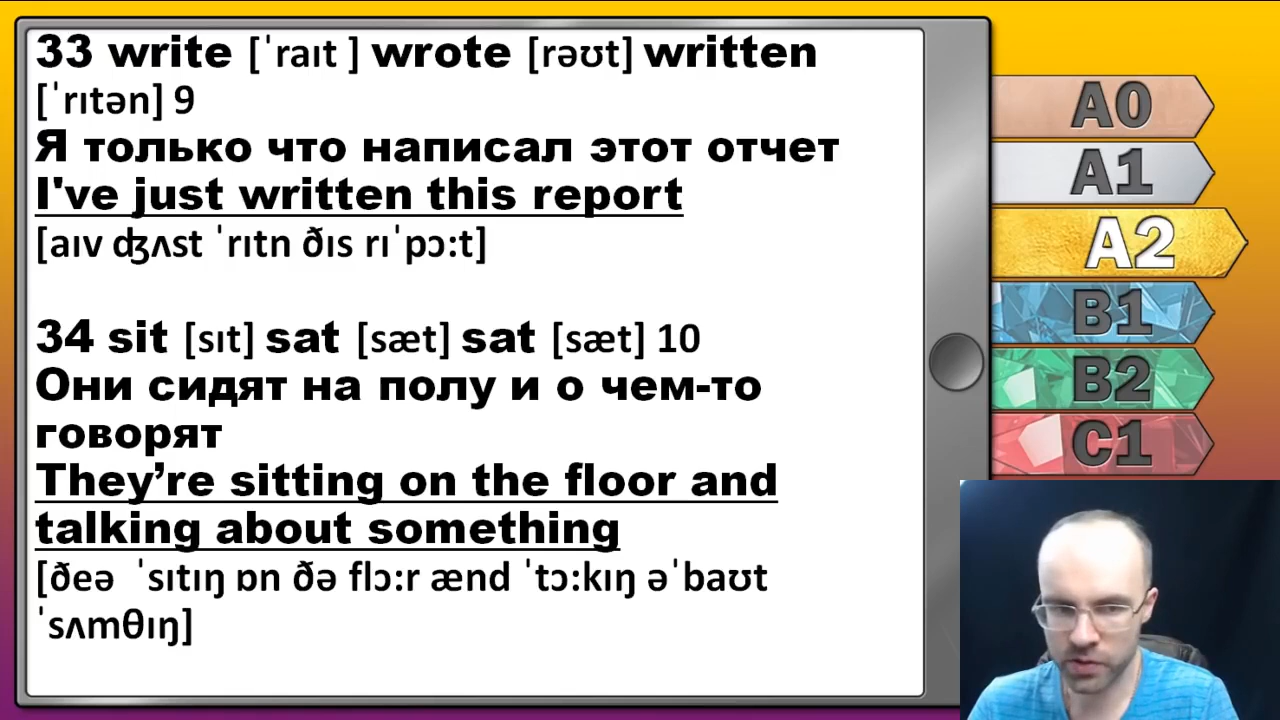 33 write [ˈraɪt ] wrote [rəʊt] written
[ˈrɪtən] 9
Я только что написал этот отчет
I've just written this report
[aɪv ʤʌst ˈrɪtn ðɪs rɪˈpɔ:t]
34 sit [sɪt] sat [sæt] sat [sæt] 10
Они сидят на полу и о чем-то
говорят
They’re sitting on the floor and
talking about something
[ðeə ˈsɪtɪŋ ɒn ðə flɔ:r ænd ˈtɔ:kɪŋ əˈbaʊt
ˈsʌmθɪŋ]
A0
A1
A2
B1
B2
C1